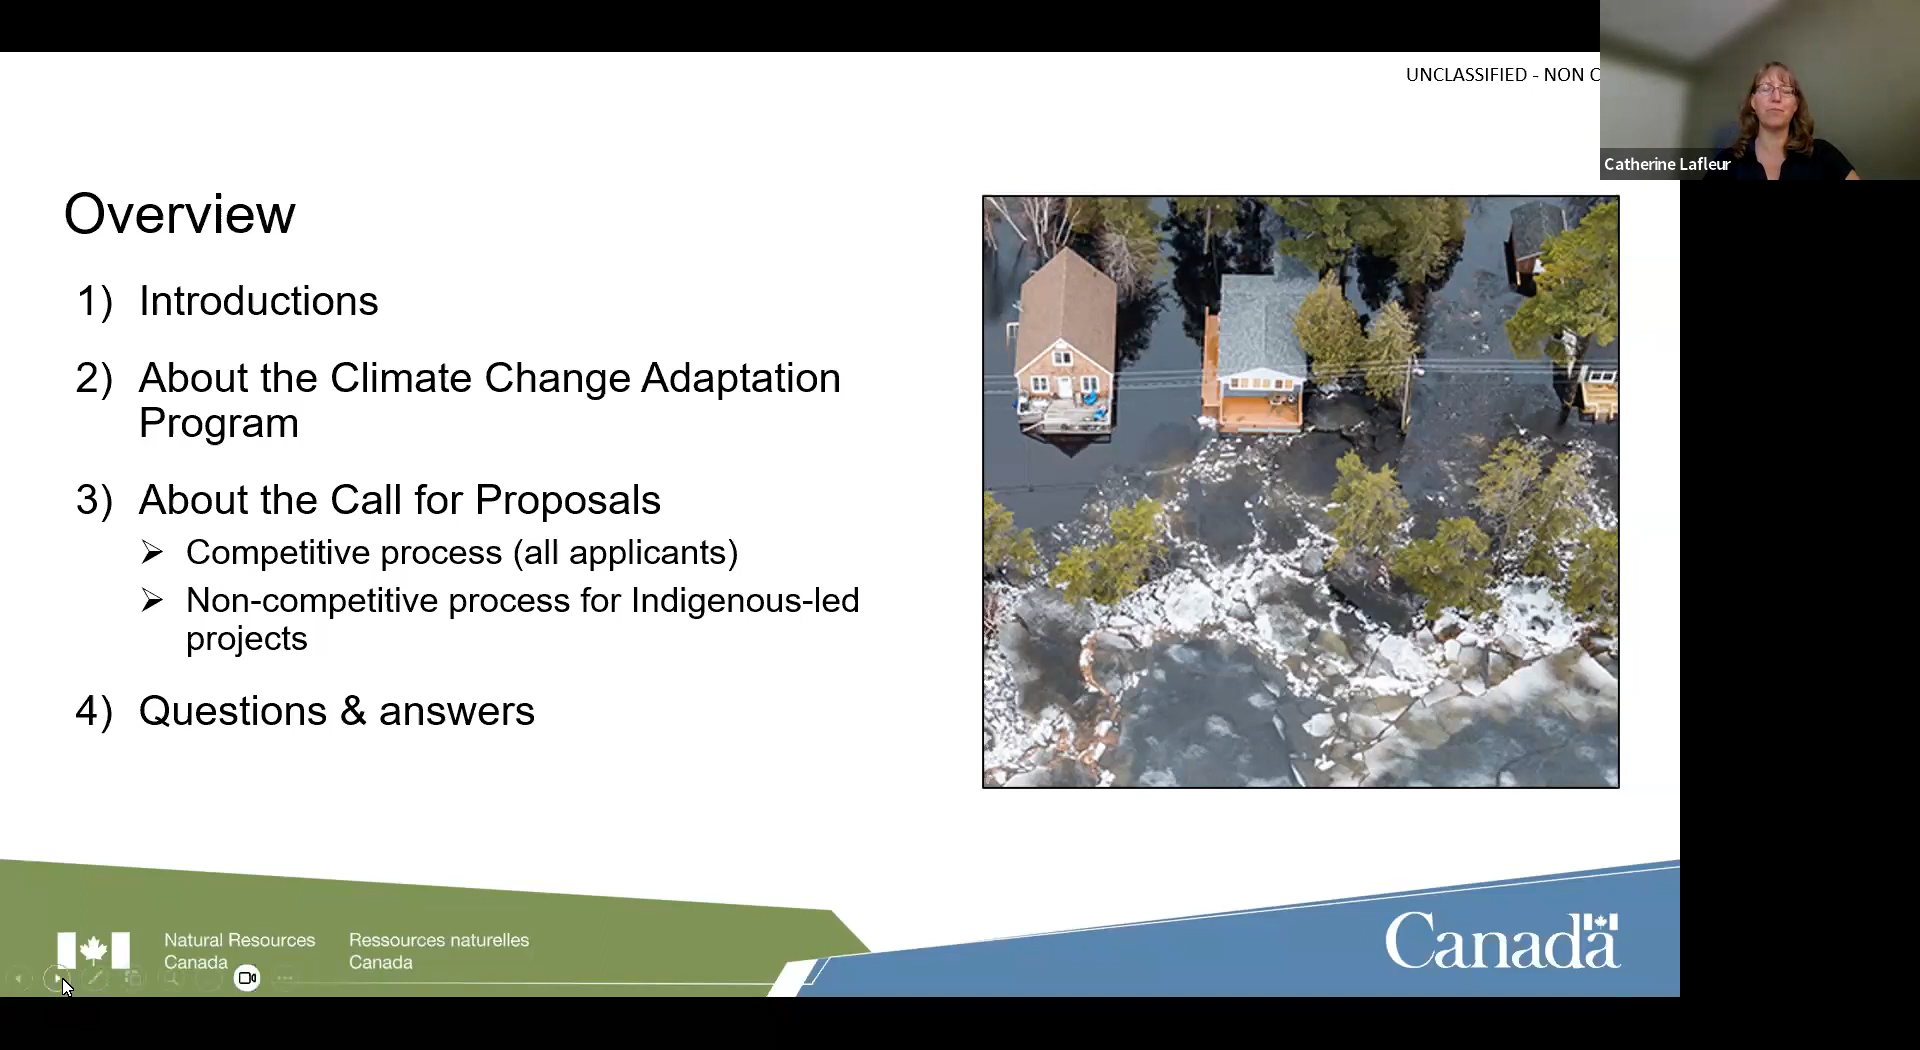 UNCLASSIFIED - NON C
Catherine Lafleur
Overview
1) Introductions
2) About the Climate Change Adaptation
Program
3) About the Call for Proposals
➢ Competitive process (all applicants)
➢ Non-competitive process for Indigenous-led
projects
4) Questions & answers
Natural Resources
Canada
Ressources naturelles
Canada
Canada